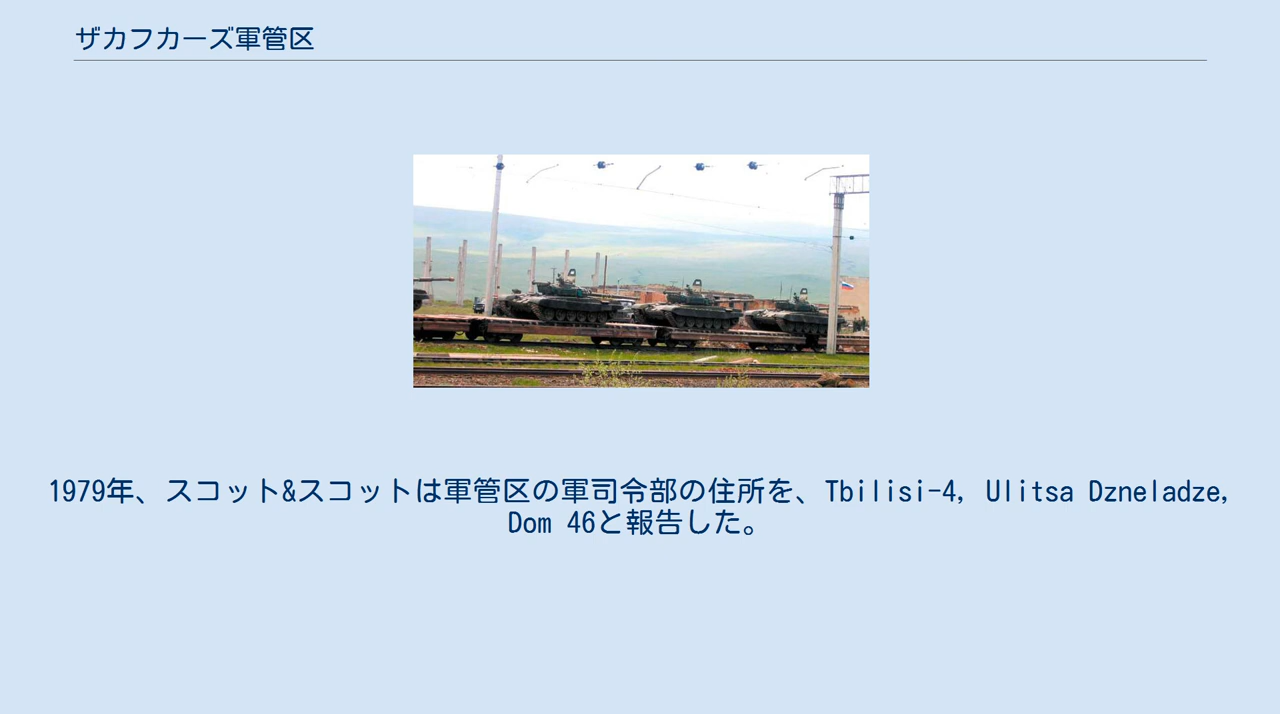 ザカフカーズ軍管区
1979年、スコット&スコットは軍管区の軍司令部の住所を、Tbilisi-4, Ulitsa Dzneladze,
Dom 46と報告した。